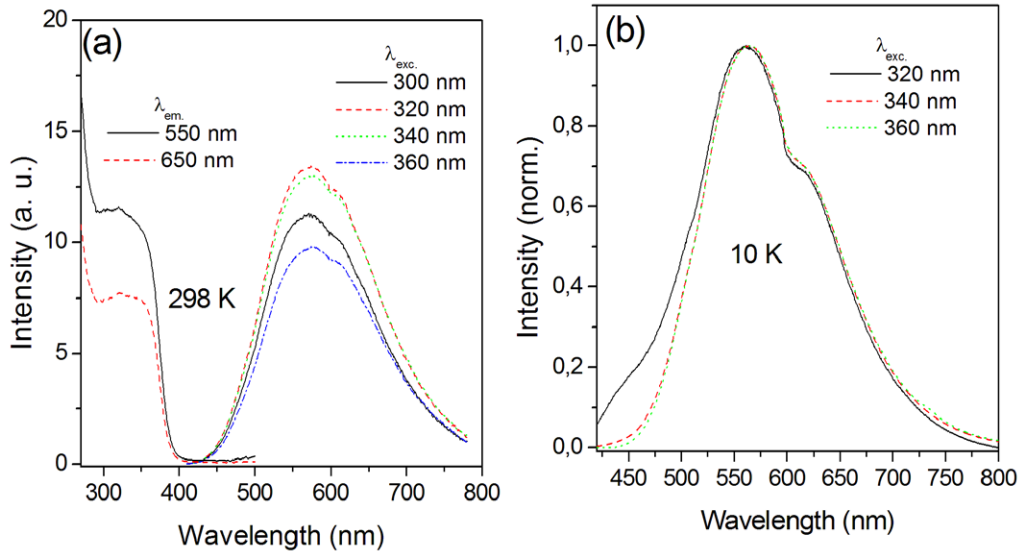 (a)
λem.
550 nm
650 nm
λexc.
300 nm
320 nm
340 nm
360 nm
298 K
Intensity (a. u.)
20
15
10
5
0
300 400 500 600 700 800
Wavelength (nm)
(b)
λexc.
320 nm
340 nm
360 nm
10 K
Intensity (norm.)
1,0
0,8
0,6
0,4
0,2
0,0
450 500 550 600 650 700 750 800
Wavelength (nm)